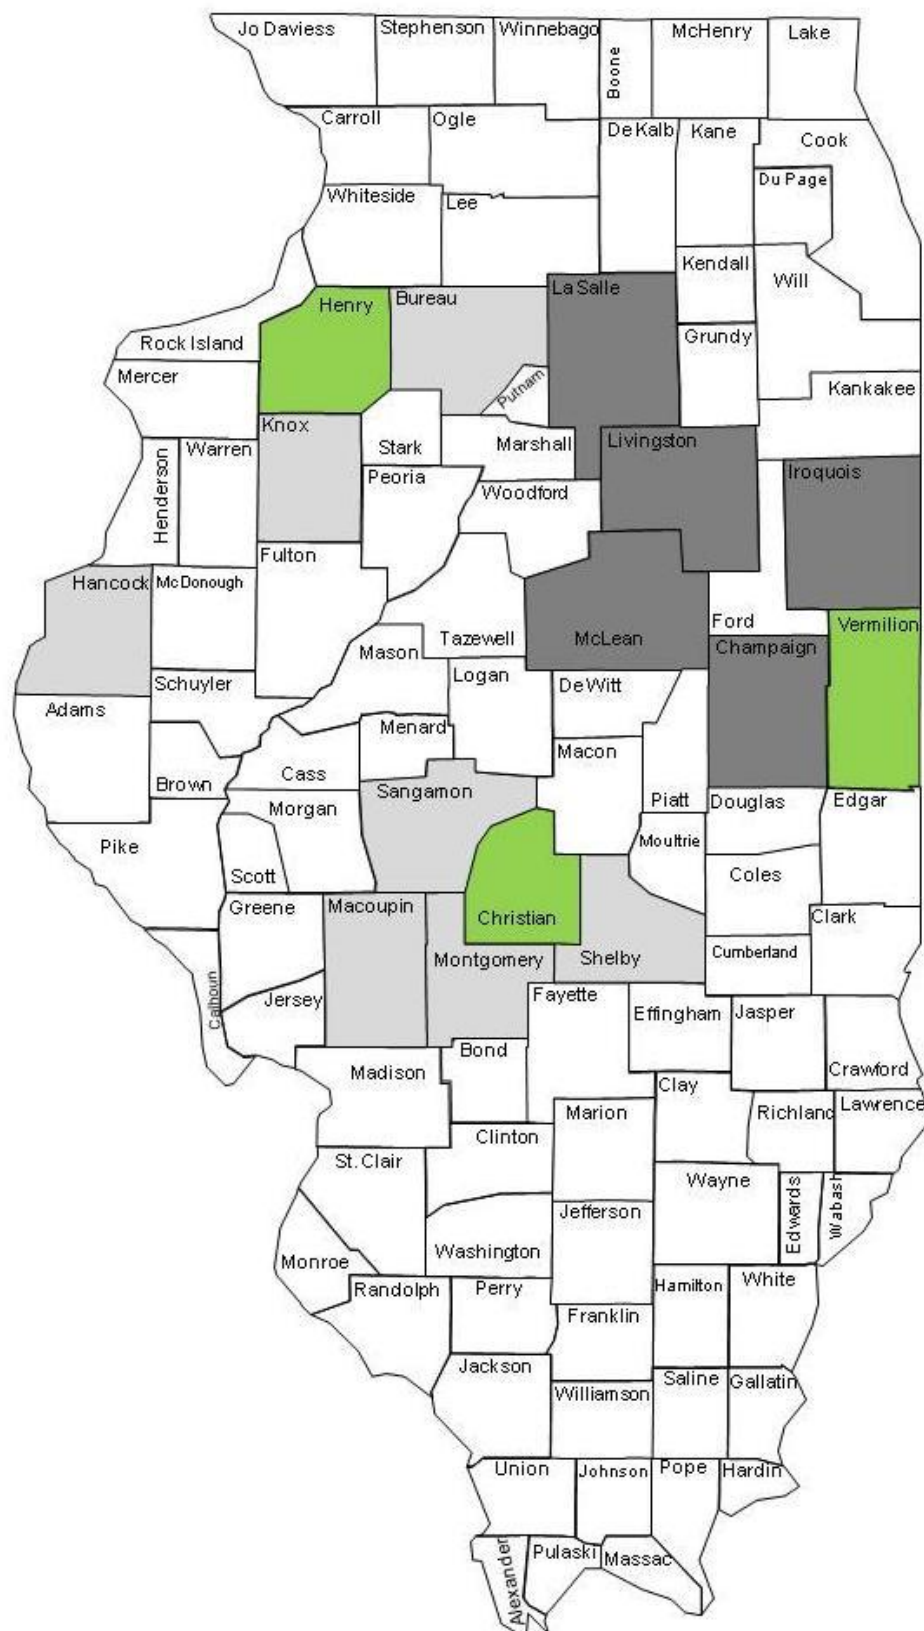 Jo Daviess
Stephenson
Winnebago
Boone
McHenry
Lake
Carroll
Ogle
De Kalb
Kane
Cook
Du Page
Whiteside
Lee
Kendall
Will
Henry
Bureau
La Salle
Rock Island
Grundy
Mercer
Putnam
Kankakee
Knox
Warren
Stark
Marshall
Livingston
Henderson
Peoria
Woodford
Iroquois
Fulton
Hancock
McDonough
Tazewell
McLean
Ford
Vermilion
Mason
Logan
Champaign
Schuyler
De Witt
Adams
Menard
Macon
Brown
Cass
Sangamon
Piatt
Douglas
Edgar
Morgan
Pike
Moultrie
Scott
Coles
Greene
Macoupin
Christian
Clark
Montgomery
Shelby
Cumberland
Calhoun
Jersey
Fayette
Effingham
Jasper
Bond
Crawford
Madison
Clay
Marion
Richland
Lawrence
Clinton
St. Clair
Wayne
Edwards
Wabash
Jefferson
Washington
Monroe
Randolph
Perry
Hamilton
White
Franklin
Jackson
Saline
Gallatin
Williamson
Union
Johnson
Pope
Hardin
Alexander
Pulaski
Massac